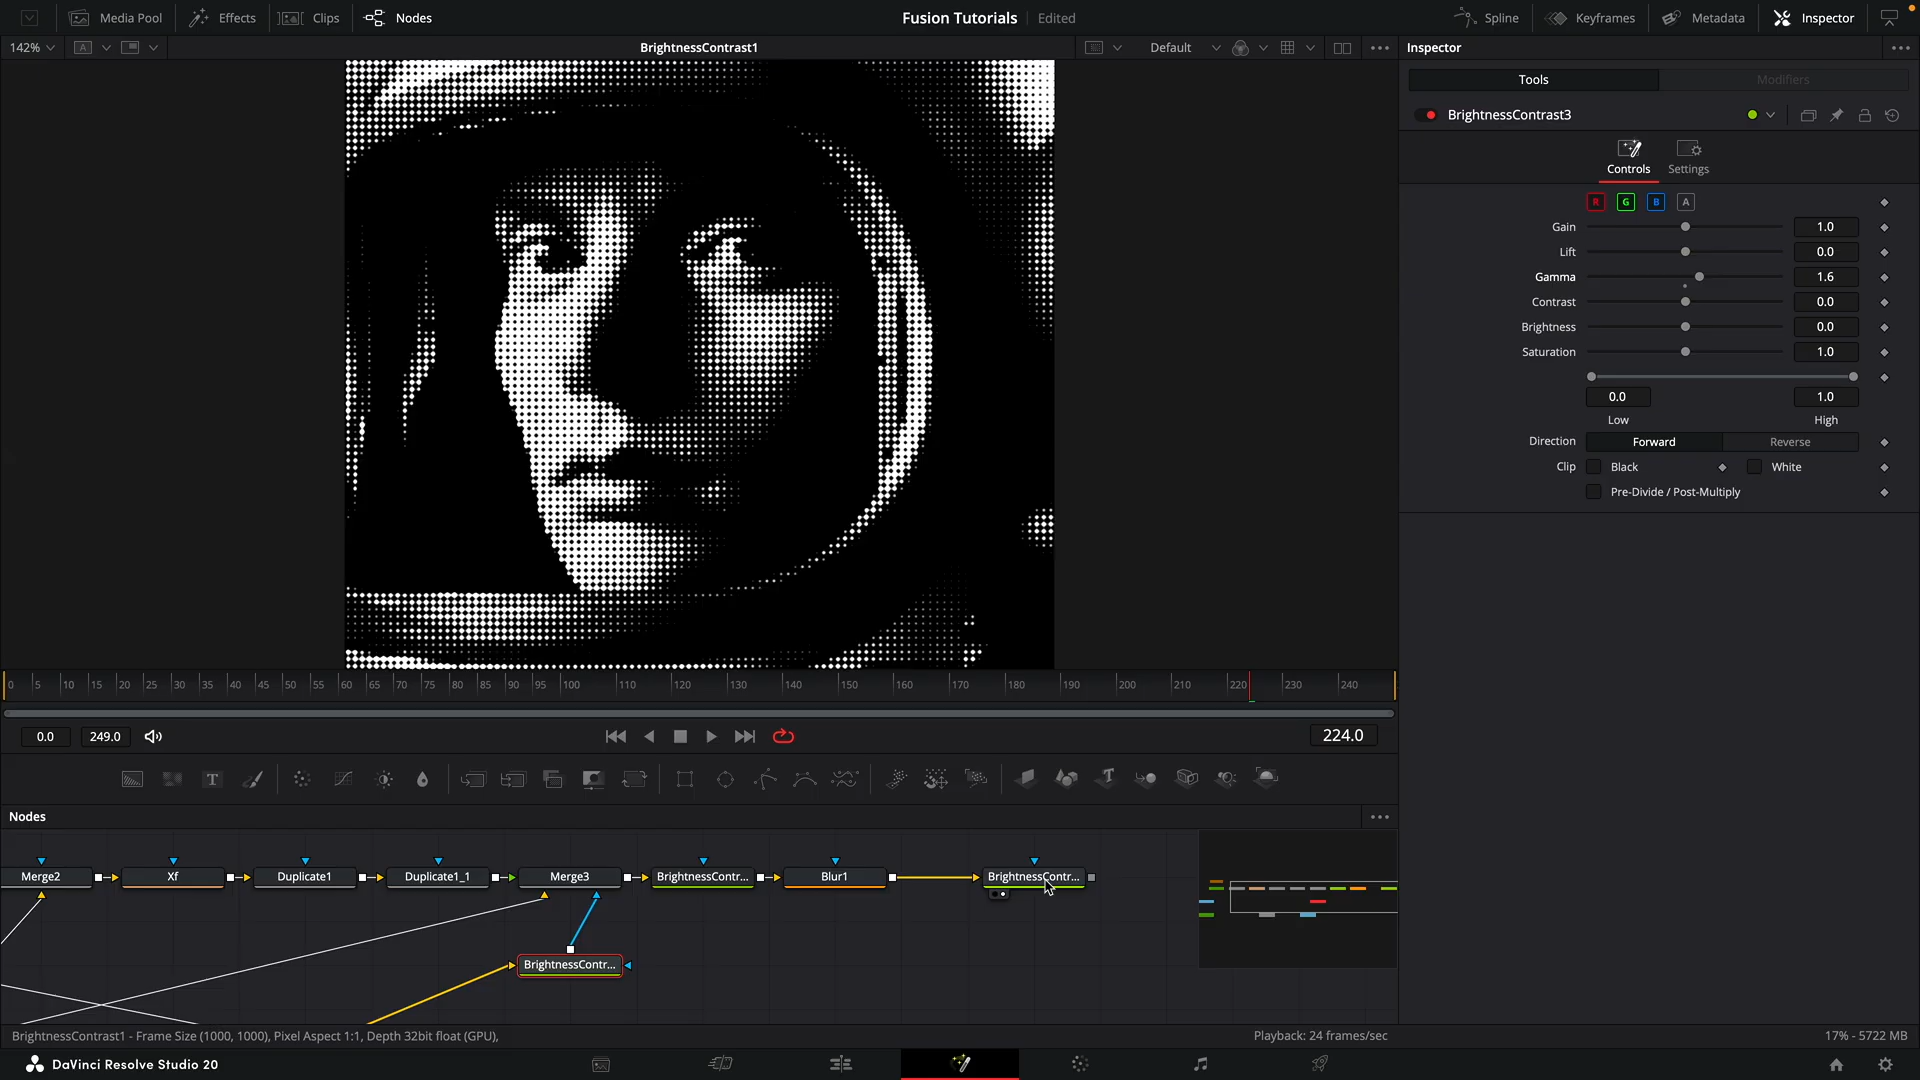 Media Pool Effects Clips Nodes Fusion Tutorials Edited Spline Keyframes Metadata Inspector
142% A BrightnessContrast1 Default Inspector
Tools Modifiers
BrightnessContrast3
Controls Settings
R G B A
Gain 1.0
Lift 0.0
Gamma 1.6
Contrast 0.0
Brightness 0.0
Saturation 1.0
0.0 1.0
Low High
Direction Forward Reverse
Clip Black White
Pre-Divide / Post-Multiply
0 5 10 15 20 25 30 35 40 45 50 55 60 65 70 75 80 85 90 95 100 110 120 130 140 150 160 170 180 190 200 210 220 230 240
0.0 249.0 224.0
T T
Nodes
Merge2 Xf Duplicate1 Duplicate1_1 Merge3 BrightnessContr... Blur1 BrightnessContr...
BrightnessContr...
BrightnessContrast1 - Frame Size (1000, 1000), Pixel Aspect 1:1, Depth 32bit float (GPU), Playback: 24 frames/sec 17% - 5722 MB
DaVinci Resolve Studio 20